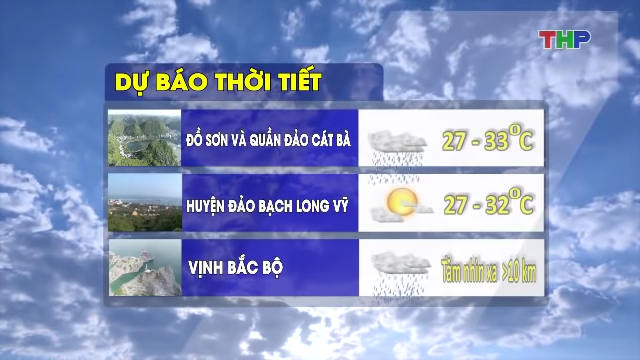 THP
DỰ BÁO THỜI TIẾT
ĐỒ SƠN VÀ QUẦN ĐẢO CÁT BÀ
27 - 33°C
HUYỆN ĐẢO BẠCH LONG VỸ
27 - 32°C
VỊNH BẮC BỘ
Tầm nhìn xa >10 km